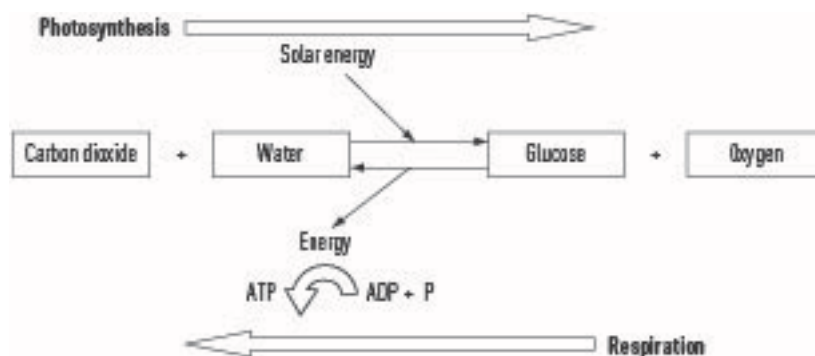 Photosynthesis
Solar energy
Carbon dioxide + Water Glucose + Oxygen
Energy
ATP ADP + P
Respiration